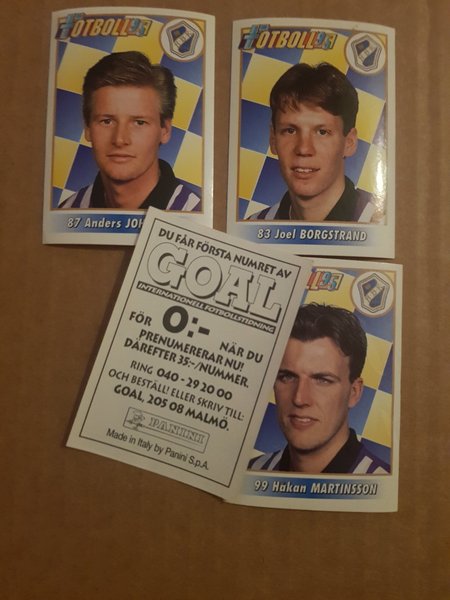 FOTBOLL 95
87 Anders
FOTBOLL 95
83 Joel BORGSTRAND
DU FÅR FÖRSTA NUMRET AV
GOAL
INTERNATIONELL FOTBOLLSTIDNING
FÖR 0:- NÄR DU
PRENUMERERAR NU!
DÄREFTER 35:-/NUMMER.
RING 040-29 20 00
OCH BESTÄLL! ELLER SKRIV TILL:
GOAL, 205 08 MALMÖ.
PANINI
Made in Italy by Panini S.p.A.
99 Håkan MARTINSSON